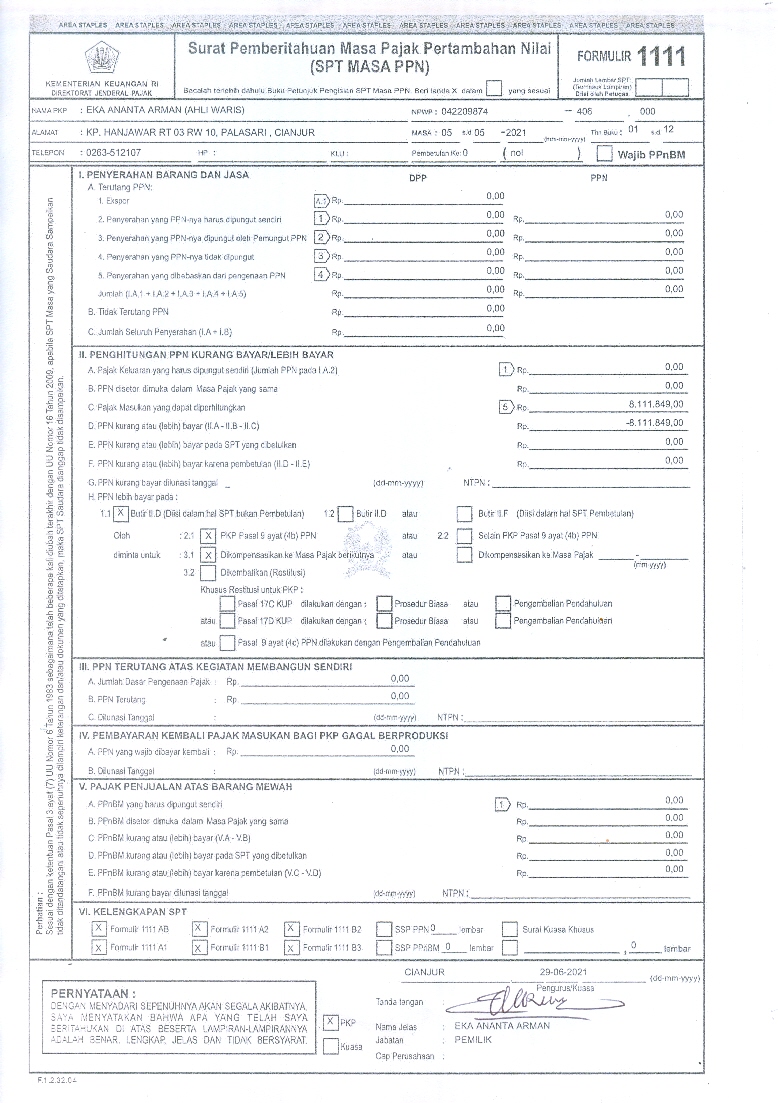 AREA STAPLES AREA STAPLES AREA STAPLES AREA STAPLES AREA STAPLES AREA STAPLES AREA STAPLES AREA STAPLES AREA STAPLES AREA STAPLES AREA STAPLES
KEMENTERIAN KEUANGAN RI
DIREKTORAT JENDERAL PAJAK
Surat Pemberitahuan Masa Pajak Pertambahan Nilai
(SPT MASA PPN)
Bacalah terlebih dahulu Buku Petunjuk Pengisian SPT Masa PPN. Beri tanda X dalam yang sesuai
FORMULIR 1111
Jumlah Lembar SPT:
(Termasuk Lampiran)
Diisi oleh Petugas
NAMA PKP : EKA ANANTA ARMAN (AHLI WARIS) NPWP : 042209874 - 406 . 000
ALAMAT : KP. HANJAWAR RT 03 RW 10, PALASARI , CIANJUR MASA : 05 s.d 05 -2021 (mm-mm-yyyy) Thn Buku : 01 s.d 12
TELEPON : 0263-512107 HP : KLU : Pembetulan Ke: 0 ( nol ) Wajib PPnBM
I. PENYERAHAN BARANG DAN JASA DPP PPN
A. Terutang PPN:
1. Ekspor A.1 Rp. 0,00
2. Penyerahan yang PPN-nya harus dipungut sendiri 1 Rp. 0,00 Rp. 0,00
3. Penyerahan yang PPN-nya dipungut oleh Pemungut PPN 2 Rp. 0,00 Rp. 0,00
4. Penyerahan yang PPN-nya tidak dipungut 3 Rp. 0,00 Rp. 0,00
5. Penyerahan yang dibebaskan dari pengenaan PPN 4 Rp. 0,00 Rp. 0,00
Jumlah (I.A.1 + I.A.2 + I.A.3 + I.A.4 + I.A.5) Rp. 0,00 Rp. 0,00
B. Tidak Terutang PPN Rp. 0,00
C. Jumlah Seluruh Penyerahan (I.A + I.B) Rp. 0,00
II. PENGHITUNGAN PPN KURANG BAYAR/LEBIH BAYAR
A. Pajak Keluaran yang harus dipungut sendiri (Jumlah PPN pada I.A.2) 1 Rp. 0,00
B. PPN disetor dimuka dalam Masa Pajak yang sama Rp. 0,00
C. Pajak Masukan yang dapat diperhitungkan 5 Rp. 8.111.849,00
D. PPN kurang atau (lebih) bayar (II.A - II.B - II.C) Rp. -8.111.849,00
E. PPN kurang atau (lebih) bayar pada SPT yang dibetulkan Rp. 0,00
F. PPN kurang atau (lebih) bayar karena pembetulan (II.D - II.E) Rp. 0,00
G. PPN kurang bayar dilunasi tanggal (dd-mm-yyyy) NTPN :
H. PPN lebih bayar pada :
1.1 X Butir II.D (Diisi dalam hal SPT bukan Pembetulan) 1.2 Butir II.D atau Butir II.F (Diisi dalam hal SPT Pembetulan)
Oleh : 2.1 X PKP Pasal 9 ayat (4b) PPN atau 2.2 Selain PKP Pasal 9 ayat (4b) PPN
diminta untuk : 3.1 X Dikompensasikan ke Masa Pajak berikutnya atau Dikompensasikan ke Masa Pajak -
(mm-yyyy)
3.2 Dikembalikan (Restitusi)
Khusus Restitusi untuk PKP :
Pasal 17C KUP dilakukan dengan : Prosedur Biasa atau Pengembalian Pendahuluan
atau Pasal 17D KUP dilakukan dengan : Prosedur Biasa atau Pengembalian Pendahuluan
atau Pasal 9 ayat (4c) PPN dilakukan dengan Pengembalian Pendahuluan
III. PPN TERUTANG ATAS KEGIATAN MEMBANGUN SENDIRI
A. Jumlah Dasar Pengenaan Pajak : Rp. 0,00
B. PPN Terutang : Rp. 0,00
C. Dilunasi Tanggal : (dd-mm-yyyy) NTPN :
IV. PEMBAYARAN KEMBALI PAJAK MASUKAN BAGI PKP GAGAL BERPRODUKSI
A. PPN yang wajib dibayar kembali : Rp. 0,00
B. Dilunasi Tanggal : (dd-mm-yyyy) NTPN :
V. PAJAK PENJUALAN ATAS BARANG MEWAH
A. PPnBM yang harus dipungut sendiri 1 Rp. 0,00
B. PPnBM disetor dimuka dalam Masa Pajak yang sama Rp. 0,00
C. PPnBM kurang atau (lebih) bayar (V.A - V.B) Rp. 0,00
D. PPnBM kurang atau (lebih) bayar pada SPT yang dibetulkan Rp. 0,00
E. PPnBM kurang atau (lebih) bayar karena pembetulan (V.C - V.D) Rp. 0,00
F. PPnBM kurang bayar dilunasi tanggal (dd-mm-yyyy) NTPN :
VI. KELENGKAPAN SPT
X Formulir 1111 AB X Formulir 1111 A2 X Formulir 1111 B2 SSP PPN 0 lembar Surat Kuasa Khusus
X Formulir 1111 A1 X Formulir 1111 B1 X Formulir 1111 B3 SSP PPnBM 0 lembar , 0 lembar
Perhatian :
Sesuai dengan ketentuan Pasal 3 ayat (7) UU Nomor 6 Tahun 1983 sebagaimana telah beberapa kali diubah terakhir dengan UU Nomor 16 Tahun 2009, apabila SPT Masa yang Saudara Sampaikan
tidak ditandatangani atau tidak sepenuhnya dilampiri keterangan dan/atau dokumen yang ditetapkan, maka SPT Saudara dianggap tidak disampaikan.
PERNYATAAN :
DENGAN MENYADARI SEPENUHNYA AKAN SEGALA AKIBATNYA,
SAYA MENYATAKAN BAHWA APA YANG TELAH SAYA
BERITAHUKAN DI ATAS BESERTA LAMPIRAN-LAMPIRANNYA
ADALAH BENAR, LENGKAP, JELAS DAN TIDAK BERSYARAT.
X PKP
Kuasa
CIANJUR 29-06-2021 (dd-mm-yyyy)
Pengurus/Kuasa
Tanda tangan :
Nama Jelas : EKA ANANTA ARMAN
Jabatan : PEMILIK
Cap Perusahaan :
F.1.2.32.04